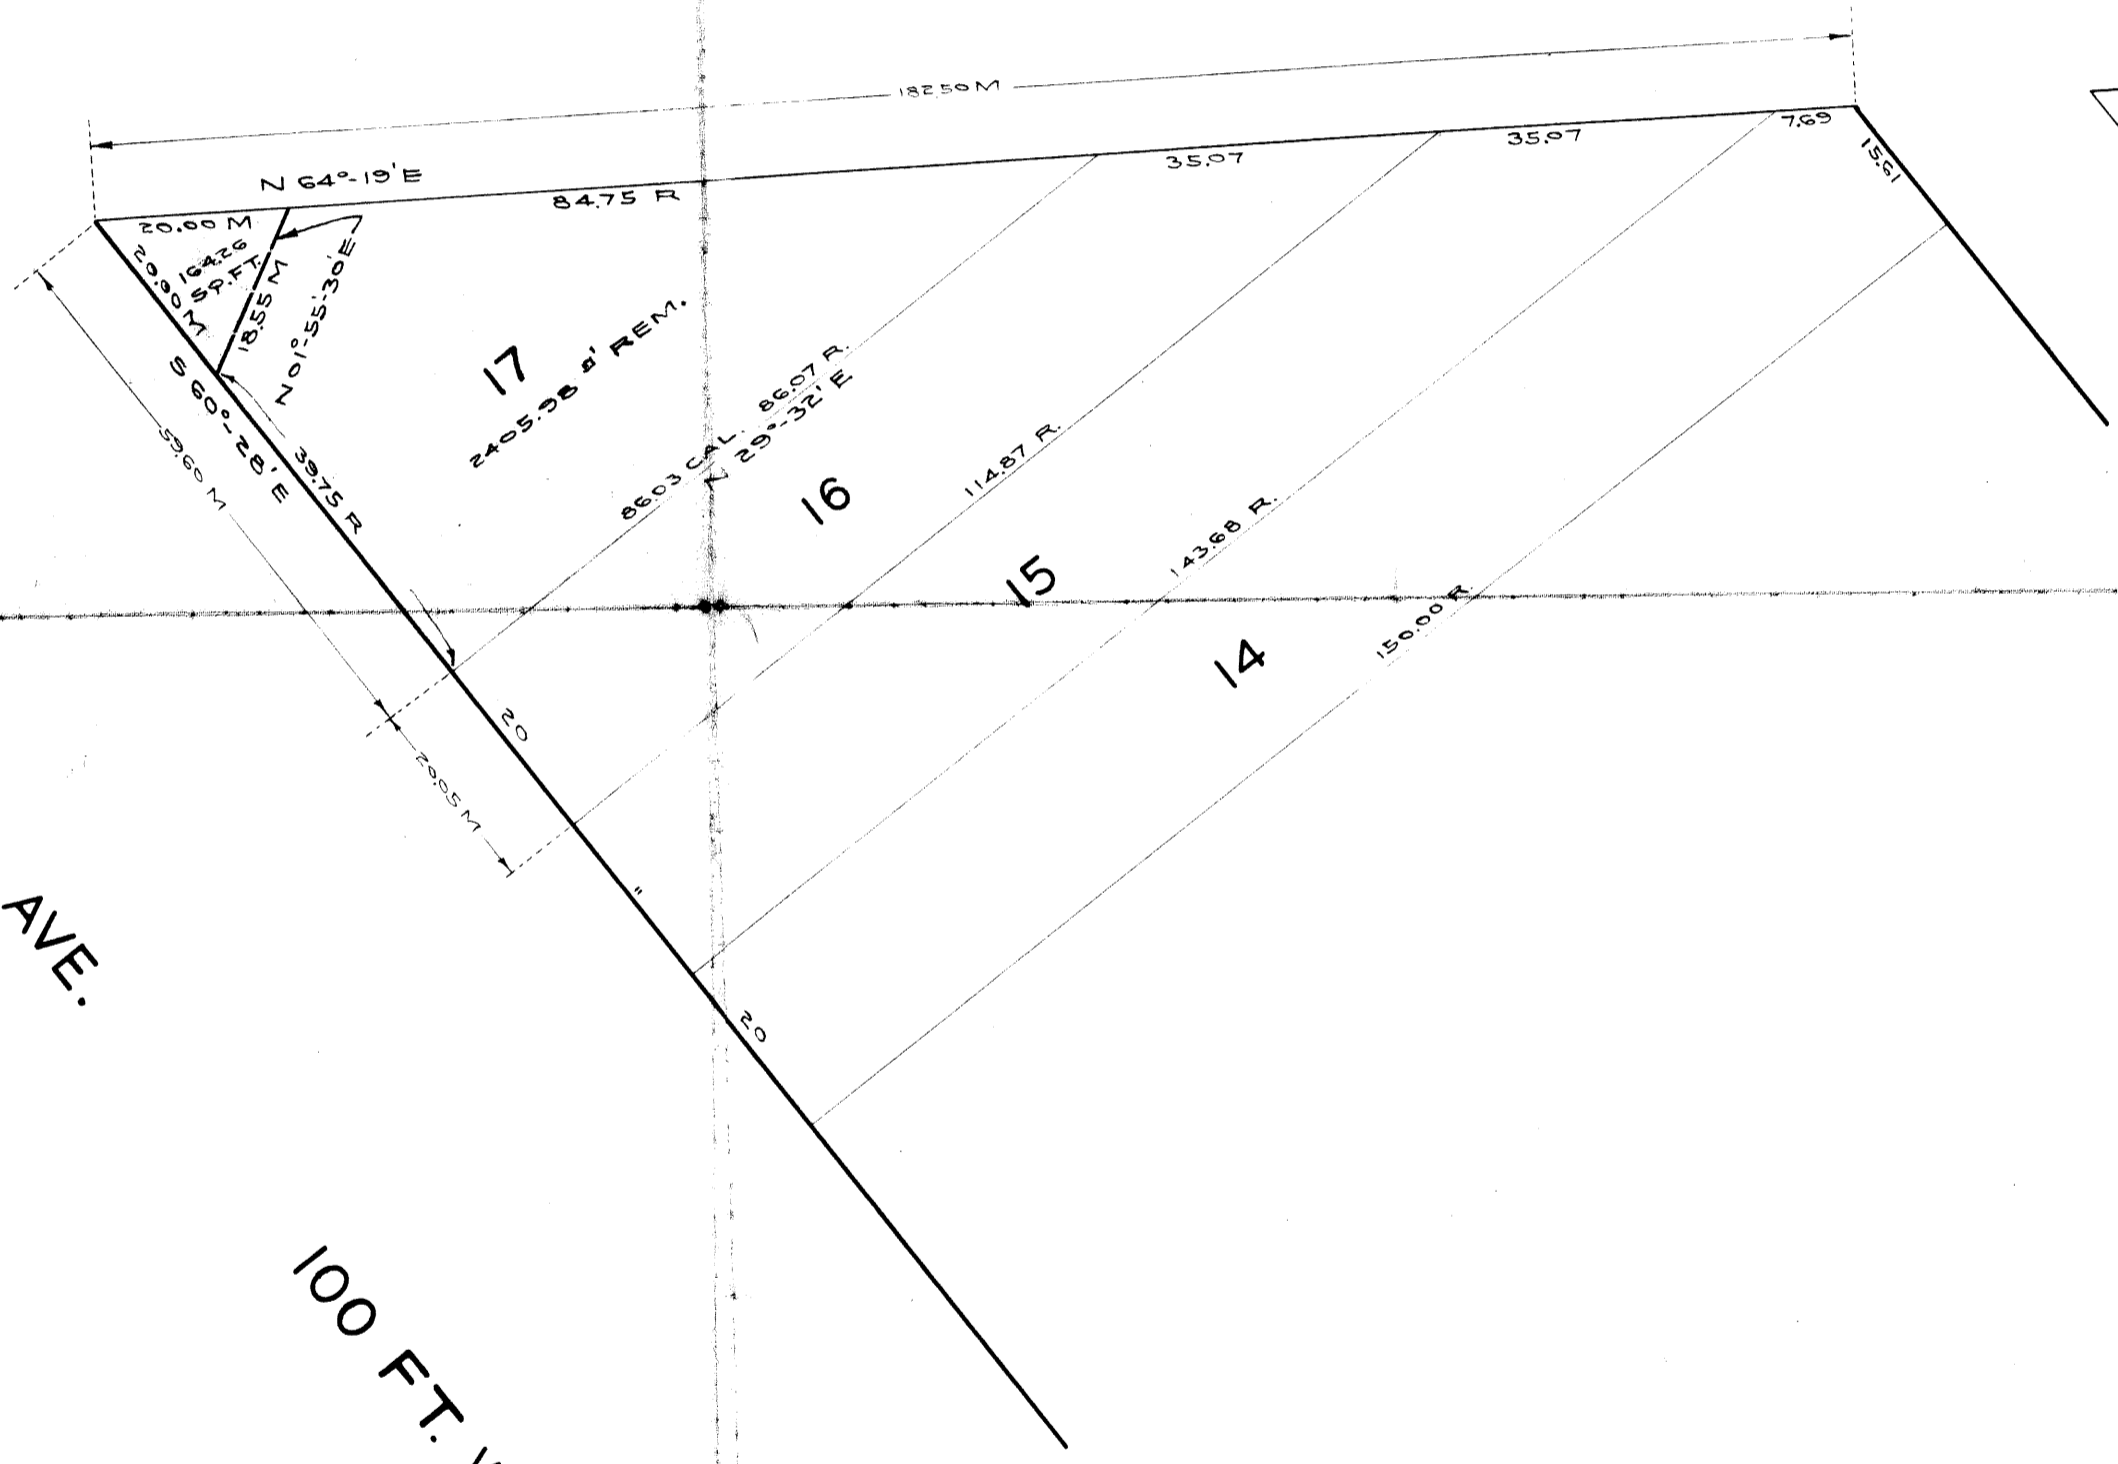 182.50 M
N 64°-19' E
84.75 R
35.07
35.07
7.69
15.61
20.00 M
20.00 M
164.26
SQ. FT.
18.55 M
N 01°-55'-30" E
S 60°-28' E
59.60 M
39.75 R
17
2405.98 □' REM.
86.03 CAL. 86.07 R.
N 29°-32' E
16
114.87 R.
15
143.68 R.
14
150.00 R.
20
20.05 M
"
20
AVE.
100 FT.